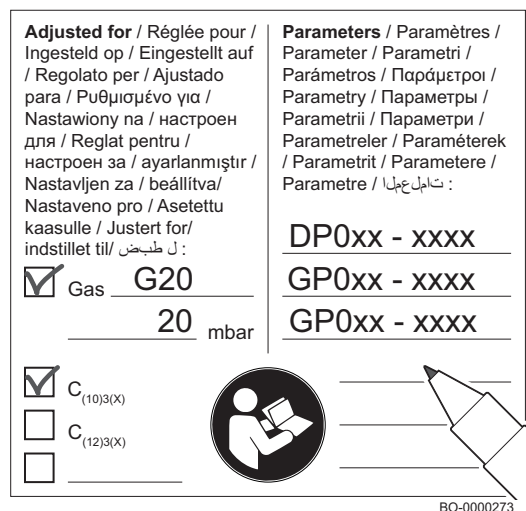 Adjusted for / Réglée pour /
Ingesteld op / Eingestellt auf
/ Regolato per / Ajustado
para / Ρυθμισμένο για /
Nastawiony na / настроен
для / Reglat pentru /
настроен за / ayarlanmıştır /
Nastavljen za / beállítva/
Nastaveno pro / Asetettu
kaasulle / Justert for/
indstillet til/ ل طبض :
Gas G20
20 mbar
C(10)3(X)
C(12)3(X)
Parameters / Paramètres /
Parameter / Parametri /
Parámetros / Παράμετροι /
Parametry / Параметры /
Parametrii / Параметри /
Parametreler / Paraméterek
/ Parametrit / Parametere /
Parametre / تاملعملا :
DP0xx - xxxx
GP0xx - xxxx
GP0xx - xxxx
BO-0000273